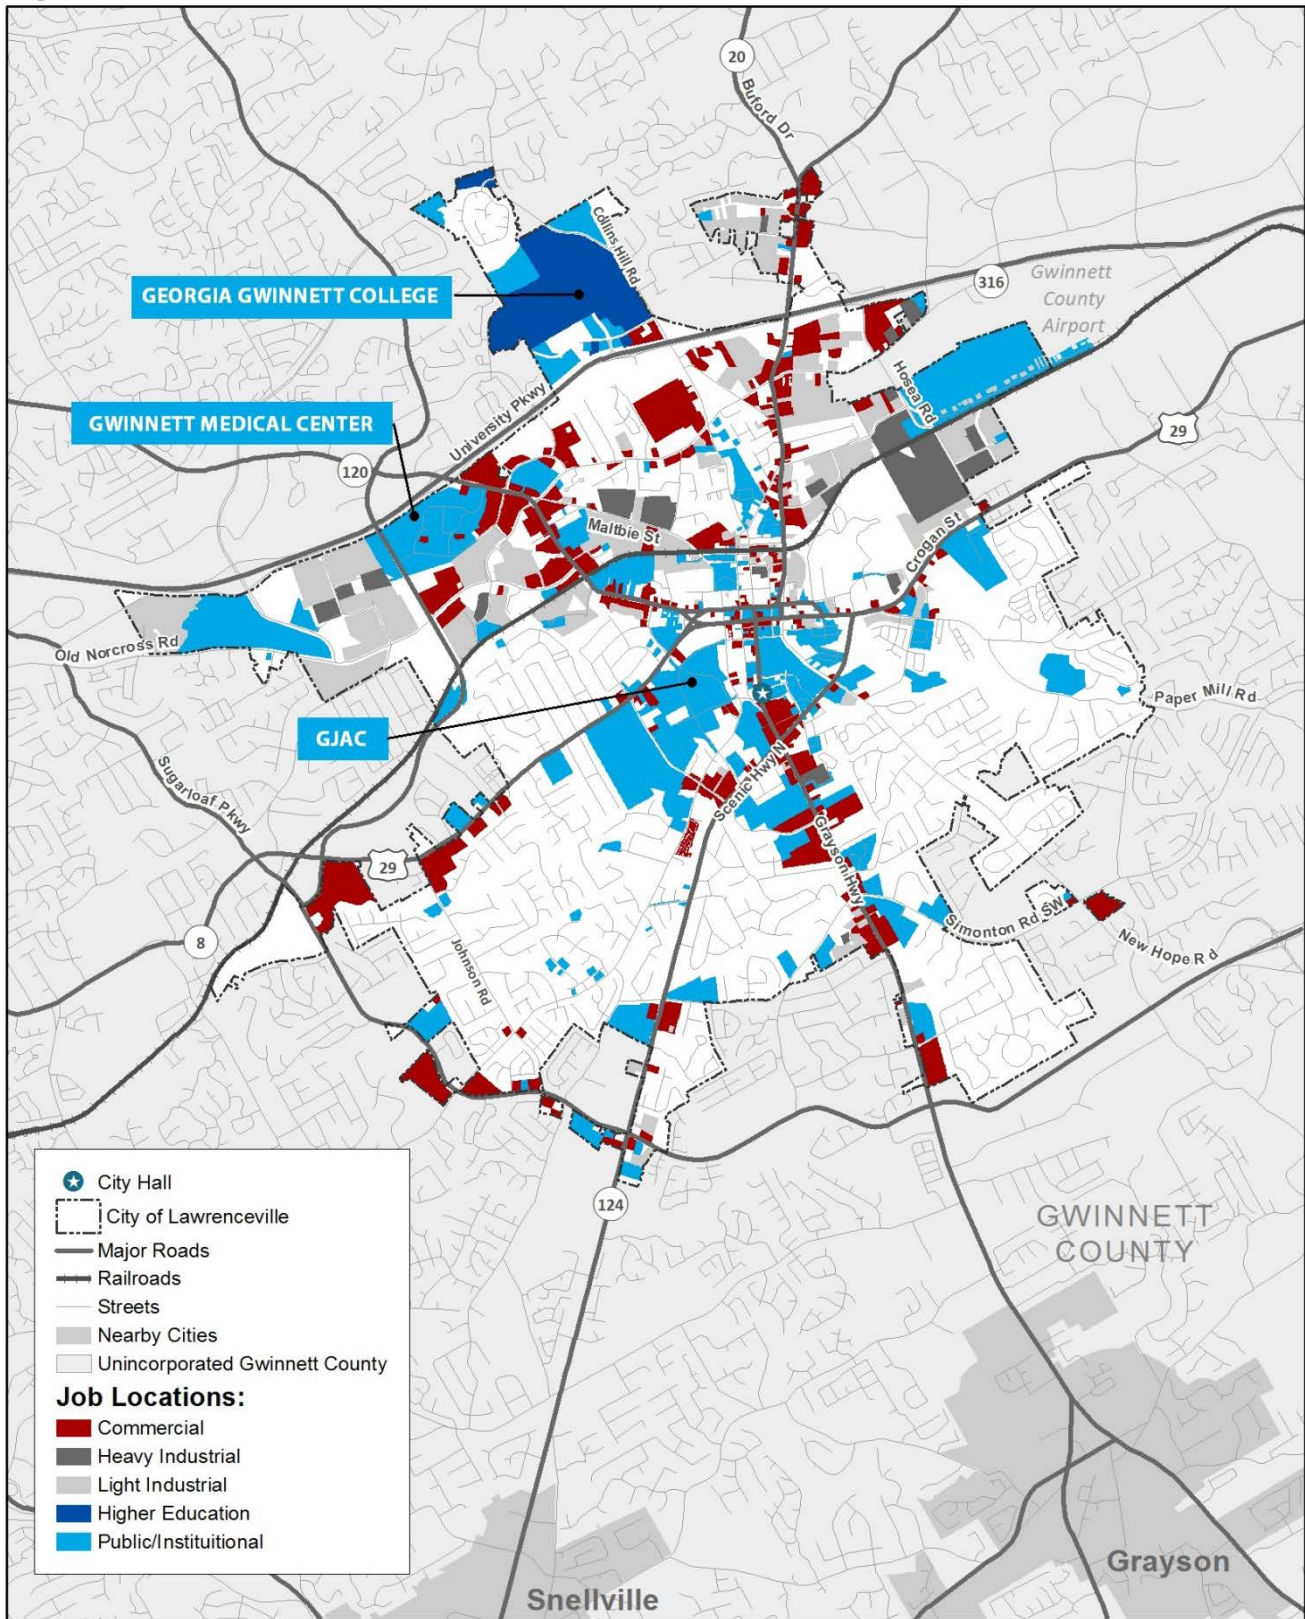 20
Buford Dr
Collins Hill Rd
GEORGIA GWINNETT COLLEGE
316
Gwinnett
County
Airport
Hosea Rd
University Pkwy
GWINNETT MEDICAL CENTER
29
120
Maltbie St
Crogan St
Old Norcross Rd
Paper Mill Rd
GJAC
Scenic Hwy N
Sugarloaf Pkwy
Grayson Hwy
29
8
Simonton Rd SW
New Hope Rd
Johnson Rd
124
GWINNETT
COUNTY
City Hall
City of Lawrenceville
Major Roads
Railroads
Streets
Nearby Cities
Unincorporated Gwinnett County
Job Locations:
Commercial
Heavy Industrial
Light Industrial
Higher Education
Public/Instituitional
Grayson
Snellville